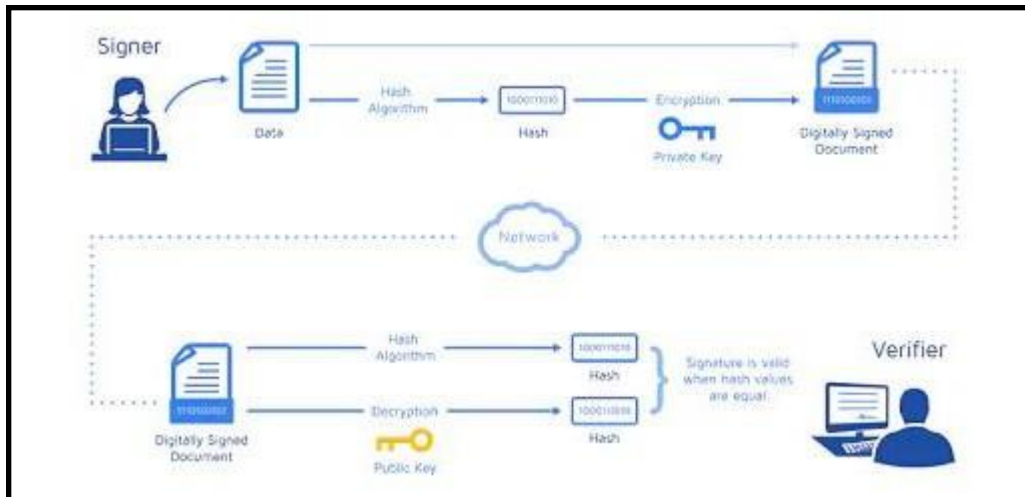 Signer
Hash
Algorithm
Encryption
Data
Hash
Private Key
Digitally Signed
Document
Network
Hash
Algorithm
Hash
Signature is valid
when hash values
are equal
Verifier
Decryption
Hash
Digitally Signed
Document
Public Key